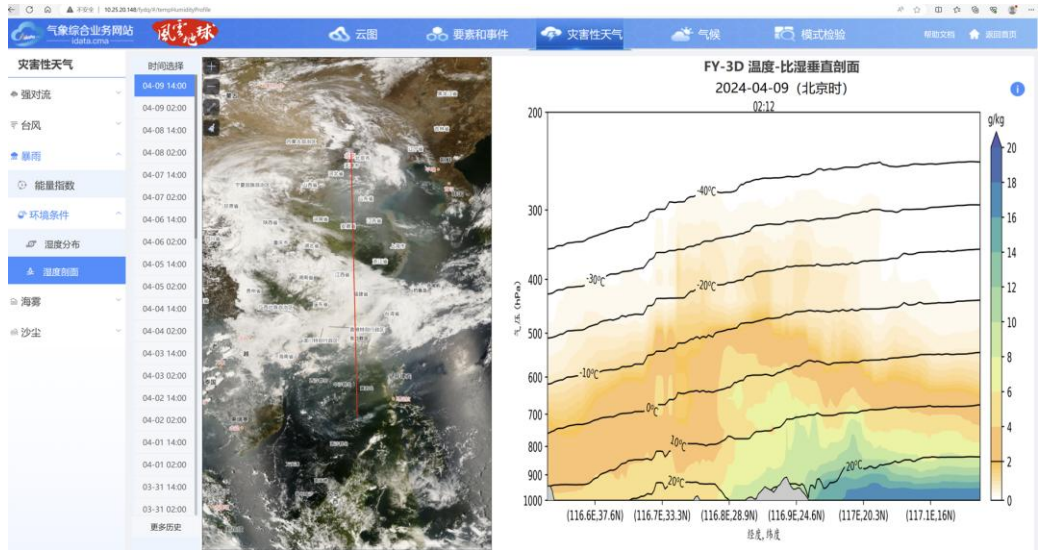 不安全 | 10.25.20.148/fydq/#/tempHumidityProfile
气象综合业务网站
idata.cma
風雲地球
云图
要素和事件
灾害性天气
气候
模式检验
帮助文档
返回首页
灾害性天气
强对流
台风
暴雨
能量指数
环境条件
湿度分布
湿度剖面
海雾
沙尘
时间选择
04-09 14:00
04-09 02:00
04-08 14:00
04-08 02:00
04-07 14:00
04-07 02:00
04-06 14:00
04-06 02:00
04-05 14:00
04-05 02:00
04-04 14:00
04-04 02:00
04-03 14:00
04-03 02:00
04-02 14:00
04-02 02:00
04-01 14:00
04-01 02:00
03-31 14:00
03-31 02:00
更多历史
FY-3D 温度-比湿垂直剖面
2024-04-09（北京时）
02:12
g/kg
200
300
400
500
600
700
800
900
1000
气压 (hPa)
-40℃
-30℃
-20℃
-10℃
0℃
10℃
20℃
20℃
20
18
16
14
12
10
8
6
4
2
0
(116.6E,37.6N)
(116.7E,33.3N)
(116.8E,28.9N)
(116.9E,24.6N)
(117E,20.3N)
(117.1E,16N)
经度,纬度